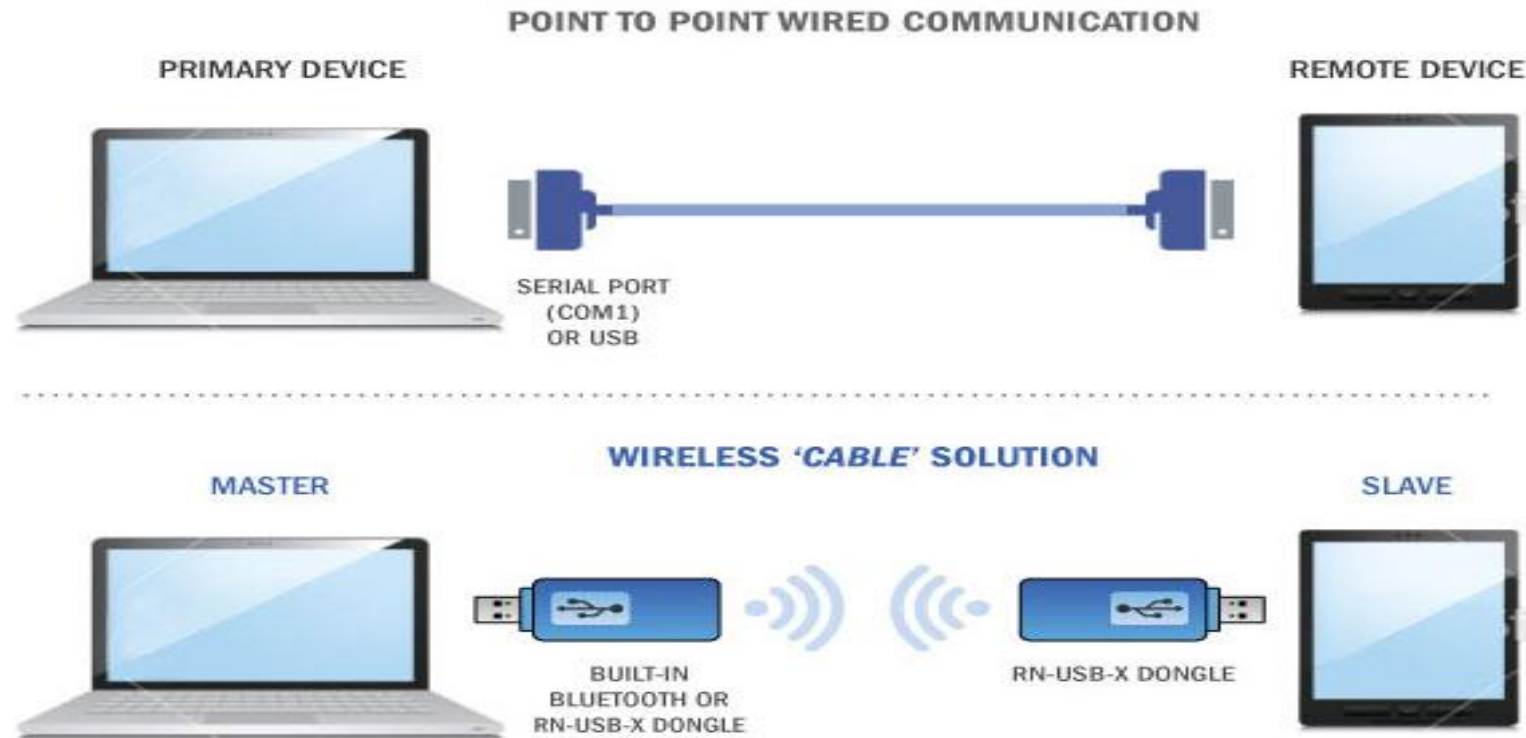 POINT TO POINT WIRED COMMUNICATION
PRIMARY DEVICE
REMOTE DEVICE
SERIAL PORT
(COM1)
OR USB
WIRELESS ‘CABLE’ SOLUTION
MASTER
SLAVE
BUILT-IN
BLUETOOTH OR
RN-USB-X DONGLE
RN-USB-X DONGLE